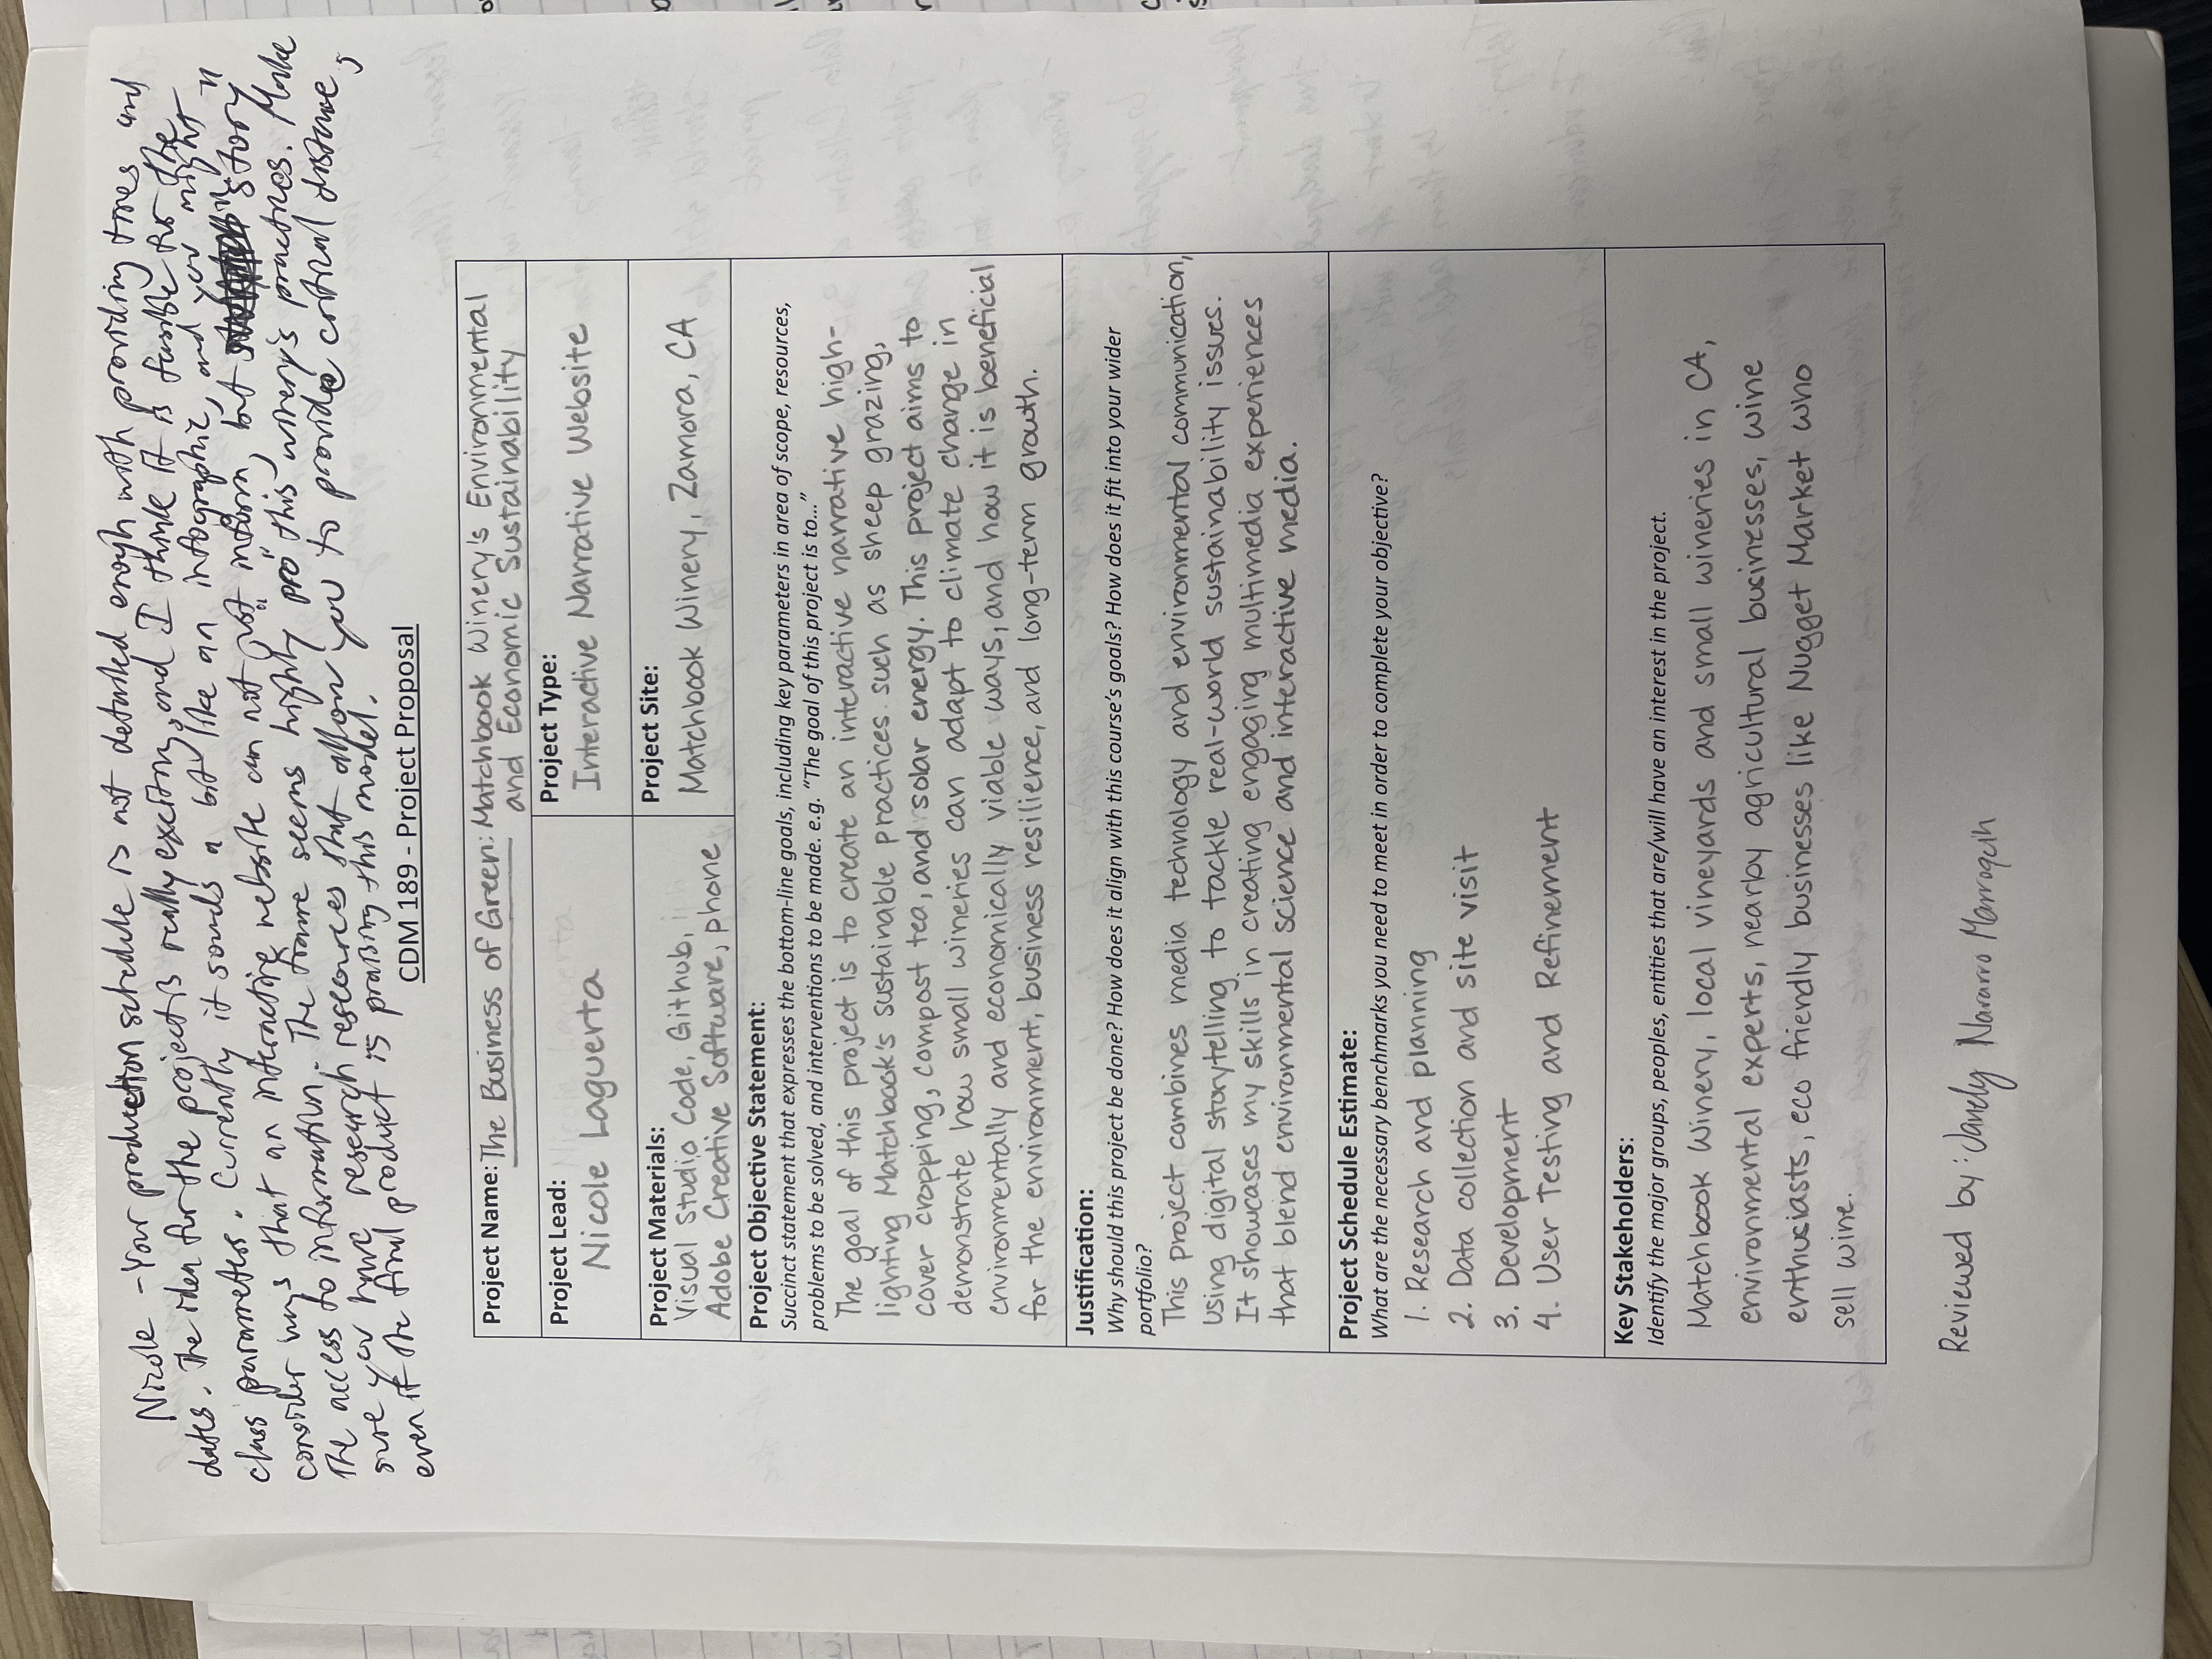 Nicole - Your production schedule is not detailed enough with providing times and
dates. The idea for the project is really exciting, and I think it is feasible for the
class parameters. Currently it sounds a bit like an infographic, and you might
consider ways that an interactive website can not just inform, but "story"
the access to information. The frame seems highly "pro" this winery's practices. Make
sure you have research resources that allow you to provide critical distance,
even if the final product is praising this model.
CDM 189 - Project Proposal
Project Name: The Business of Green: Matchbook Winery's Environmental
and Economic Sustainability
Project Lead:
Nicole Laguerta
Project Type:
Interactive Narrative Website
Project Materials:
Visual Studio Code, Github,
Adobe Creative Software, phone
Project Site:
Matchbook Winery, Zamora, CA
Project Objective Statement:
Succinct statement that expresses the bottom-line goals, including key parameters in area of scope, resources,
problems to be solved, and interventions to be made. e.g. “The goal of this project is to…”
The goal of this project is to create an interactive narrative high-
lighting Matchbook's sustainable practices such as sheep grazing,
cover cropping, compost tea, and solar energy. This project aims to
demonstrate how small wineries can adapt to climate change in
environmentally and economically viable ways, and how it is beneficial
for the environment, business resilience, and long-term growth.
Justification:
Why should this project be done? How does it align with this course’s goals? How does it fit into your wider
portfolio?
This project combines media technology and environmental communication,
using digital storytelling to tackle real-world sustainability issues.
It showcases my skills in creating engaging multimedia experiences
that blend environmental science and interactive media.
Project Schedule Estimate:
What are the necessary benchmarks you need to meet in order to complete your objective?
1. Research and planning
2. Data collection and site visit
3. Development
4. User Testing and Refinement
Key Stakeholders:
Identify the major groups, peoples, entities that are/will have an interest in the project.
Matchbook Winery, local vineyards and small wineries in CA,
environmental experts, nearby agricultural businesses, wine
enthusiasts, eco friendly businesses like Nugget Market who
sell wine.
Reviewed by: Janely Navarro Marroquin